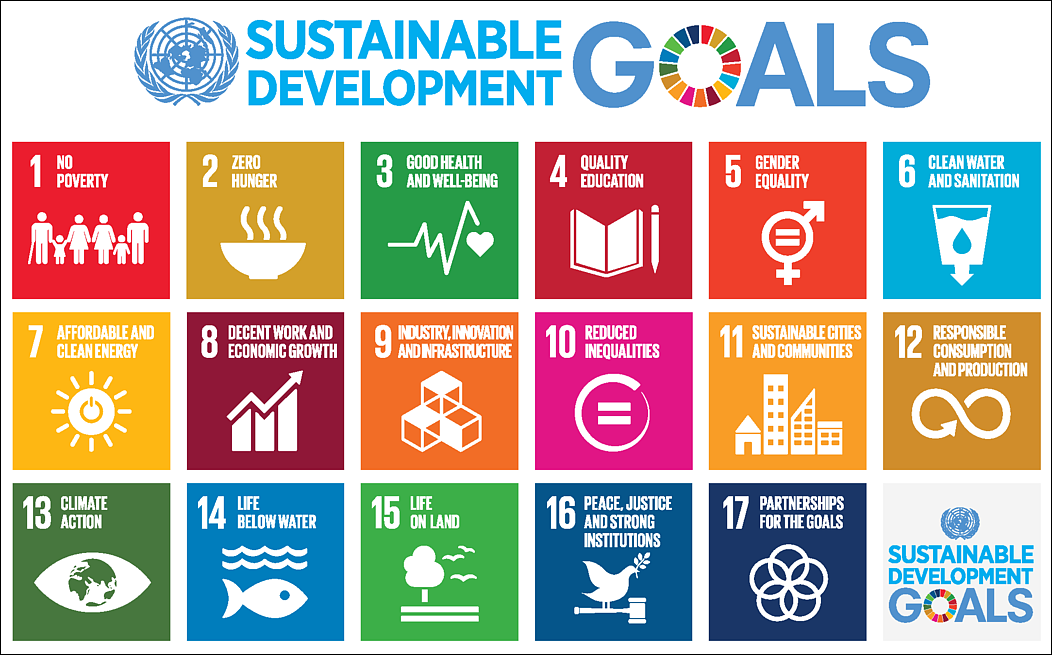 SUSTAINABLE
DEVELOPMENT
GOALS
1 NO
POVERTY
2 ZERO
HUNGER
3 GOOD HEALTH
AND WELL-BEING
4 QUALITY
EDUCATION
5 GENDER
EQUALITY
6 CLEAN WATER
AND SANITATION
7 AFFORDABLE AND
CLEAN ENERGY
8 DECENT WORK AND
ECONOMIC GROWTH
9 INDUSTRY, INNOVATION
AND INFRASTRUCTURE
10 REDUCED
INEQUALITIES
11 SUSTAINABLE CITIES
AND COMMUNITIES
12 RESPONSIBLE
CONSUMPTION
AND PRODUCTION
13 CLIMATE
ACTION
14 LIFE
BELOW WATER
15 LIFE
ON LAND
16 PEACE, JUSTICE
AND STRONG
INSTITUTIONS
17 PARTNERSHIPS
FOR THE GOALS
SUSTAINABLE
DEVELOPMENT
GOALS